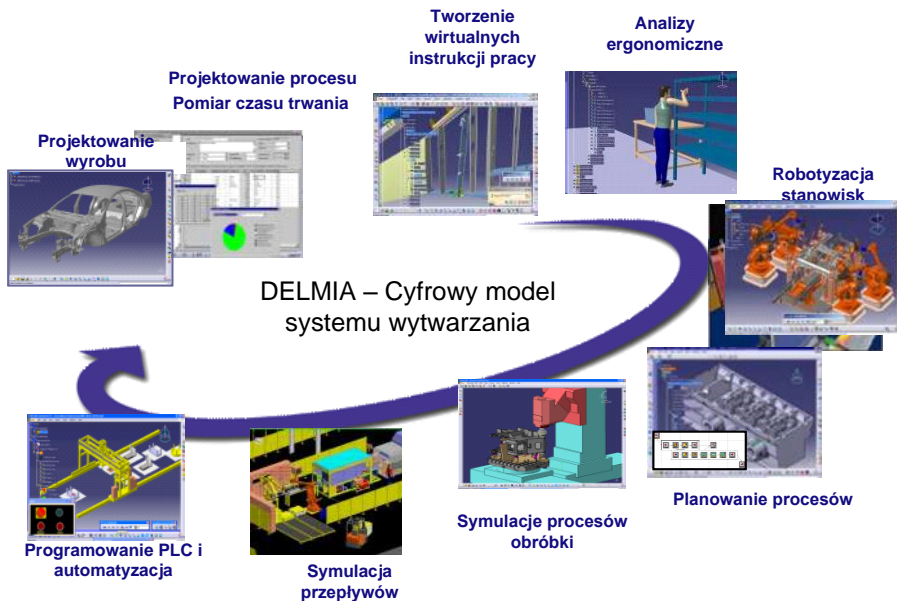 Tworzenie
wirtualnych
instrukcji pracy
Analizy
ergonomiczne
Projektowanie procesu
Pomiar czasu trwania
Projektowanie
wyrobu
Robotyzacja
stanowisk
DELMIA – Cyfrowy model
systemu wytwarzania
Planowanie procesów
Symulacje procesów
obróbki
Symulacja
przepływów
Programowanie PLC i
automatyzacja